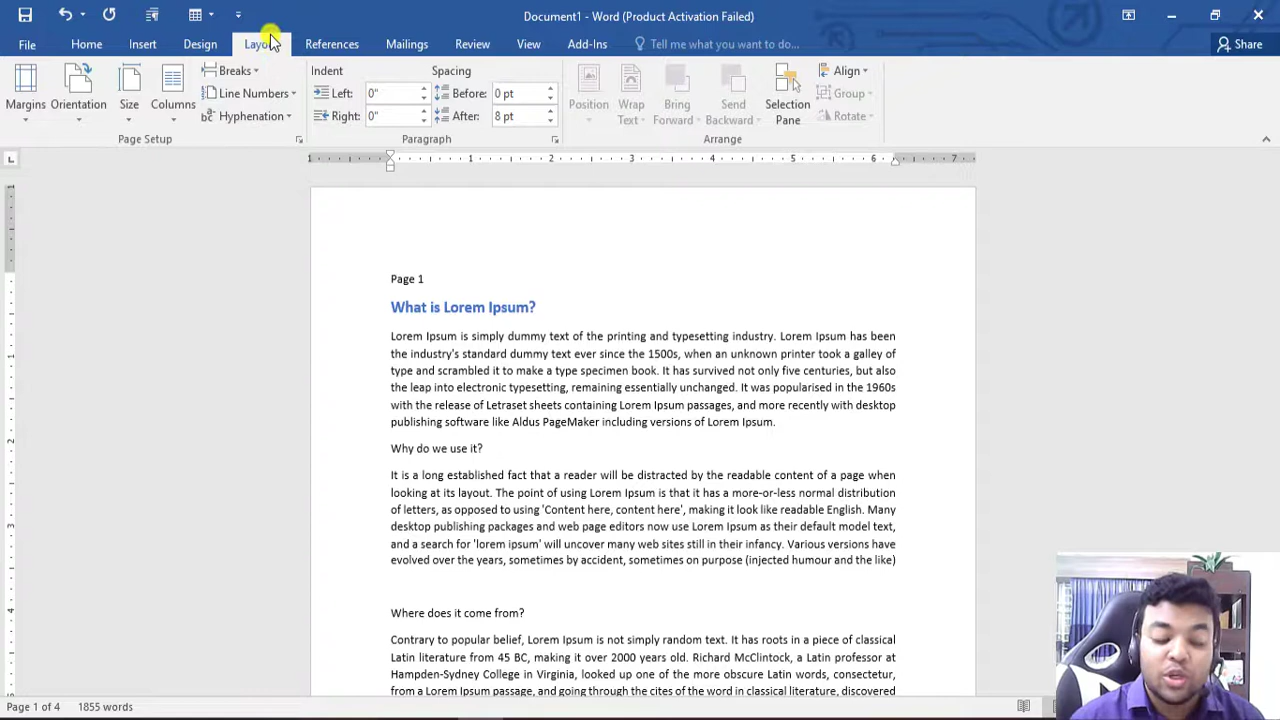 Document1 - Word (Product Activation Failed)
File Home Insert Design Layout References Mailings Review View Add-Ins Tell me what you want to do... Share
Margins Orientation Size Columns Breaks Line Numbers Hyphenation
Page Setup
Indent Spacing
Left: 0" Before: 0 pt
Right: 0" After: 8 pt
Paragraph
Position Wrap Text Bring Forward Send Backward Selection Pane Align Group Rotate
Arrange
1 1 2 3 4 5 6 7
Page 1
What is Lorem Ipsum?
Lorem Ipsum is simply dummy text of the printing and typesetting industry. Lorem Ipsum has been
the industry's standard dummy text ever since the 1500s, when an unknown printer took a galley of
type and scrambled it to make a type specimen book. It has survived not only five centuries, but also
the leap into electronic typesetting, remaining essentially unchanged. It was popularised in the 1960s
with the release of Letraset sheets containing Lorem Ipsum passages, and more recently with desktop
publishing software like Aldus PageMaker including versions of Lorem Ipsum.
Why do we use it?
It is a long established fact that a reader will be distracted by the readable content of a page when
looking at its layout. The point of using Lorem Ipsum is that it has a more-or-less normal distribution
of letters, as opposed to using 'Content here, content here', making it look like readable English. Many
desktop publishing packages and web page editors now use Lorem Ipsum as their default model text,
and a search for 'lorem ipsum' will uncover many web sites still in their infancy. Various versions have
evolved over the years, sometimes by accident, sometimes on purpose (injected humour and the like)
Where does it come from?
Contrary to popular belief, Lorem Ipsum is not simply random text. It has roots in a piece of classical
Latin literature from 45 BC, making it over 2000 years old. Richard McClintock, a Latin professor at
Hampden-Sydney College in Virginia, looked up one of the more obscure Latin words, consectetur,
from a Lorem Ipsum passage, and going through the cites of the word in classical literature, discovered
Page 1 of 4 1855 words